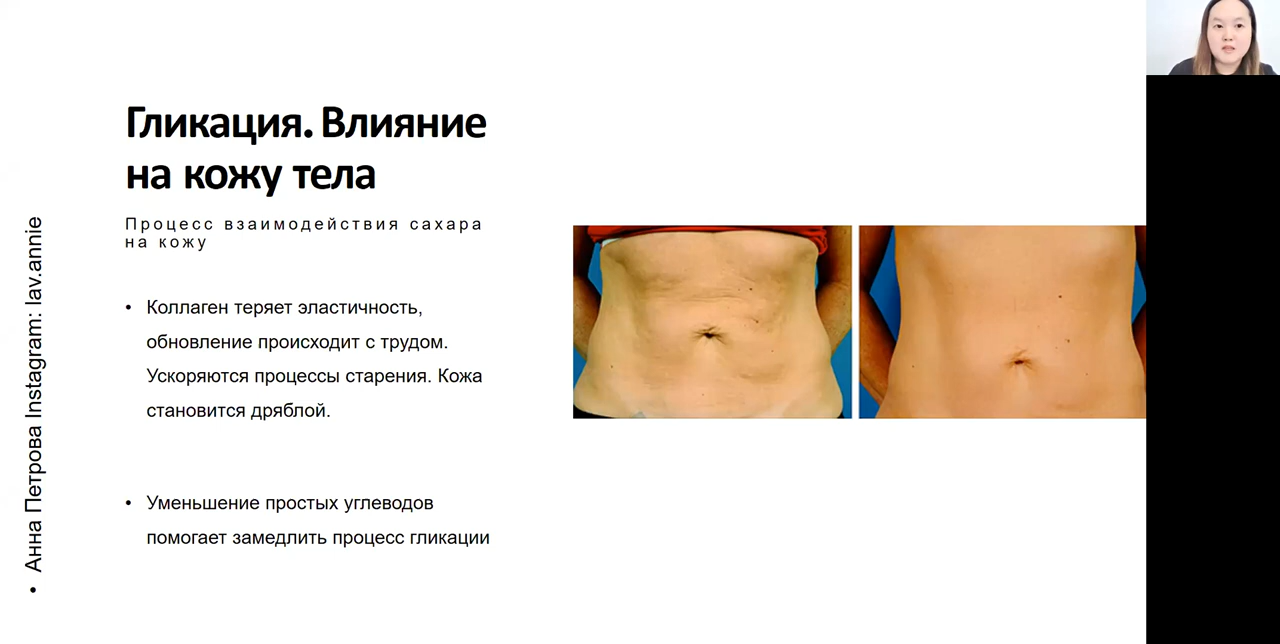 Гликация. Влияние
на кожу тела
Процесс взаимодействия сахара
на кожу
• Коллаген теряет эластичность,
обновление происходит с трудом.
Ускоряются процессы старения. Кожа
становится дряблой.
• Уменьшение простых углеводов
помогает замедлить процесс гликации
• Анна Петрова Instagram: lav.annie